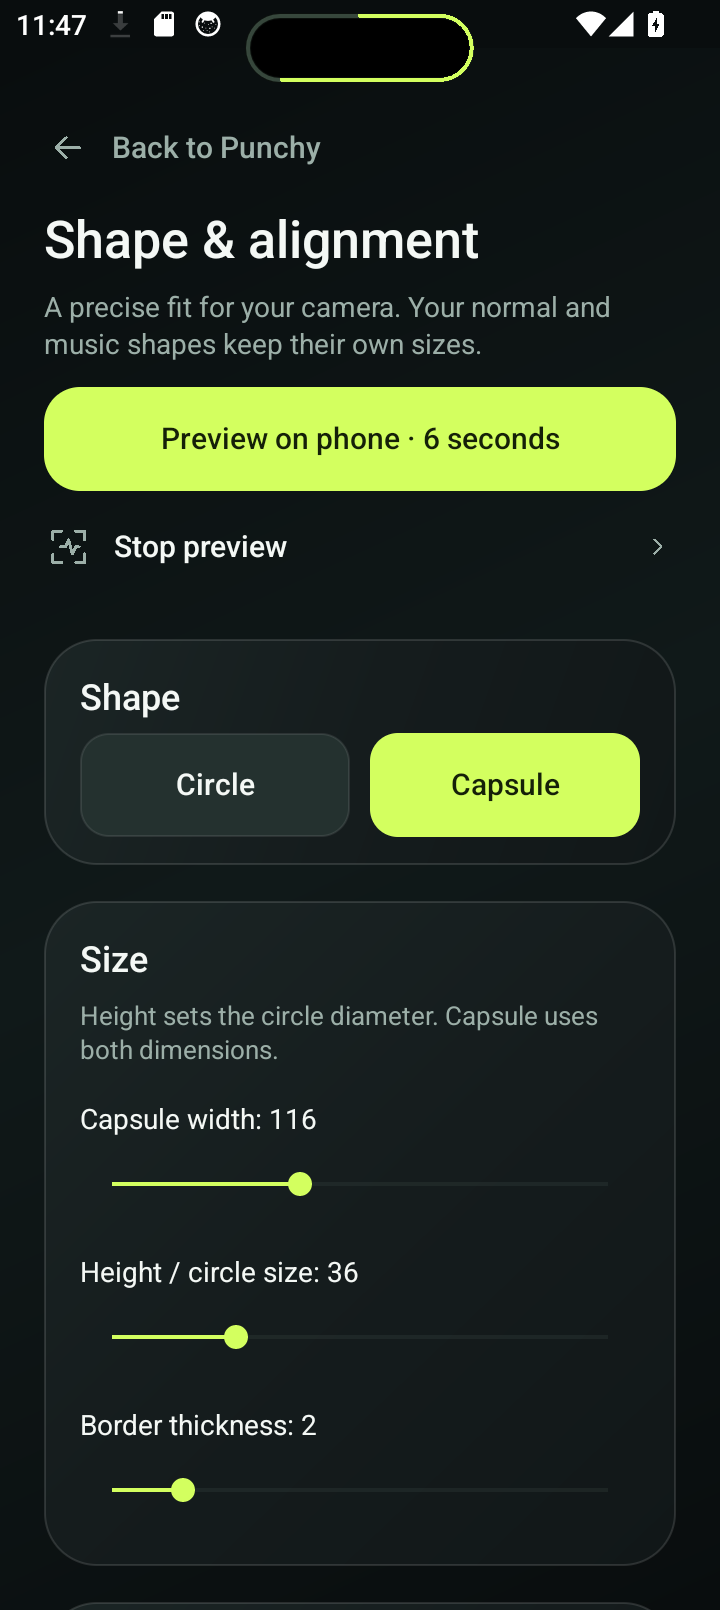 11:47
Back to Punchy
Shape & alignment
A precise fit for your camera. Your normal and
music shapes keep their own sizes.
Preview on phone · 6 seconds
Stop preview
Shape
Circle
Capsule
Size
Height sets the circle diameter. Capsule uses
both dimensions.
Capsule width: 116
Height / circle size: 36
Border thickness: 2